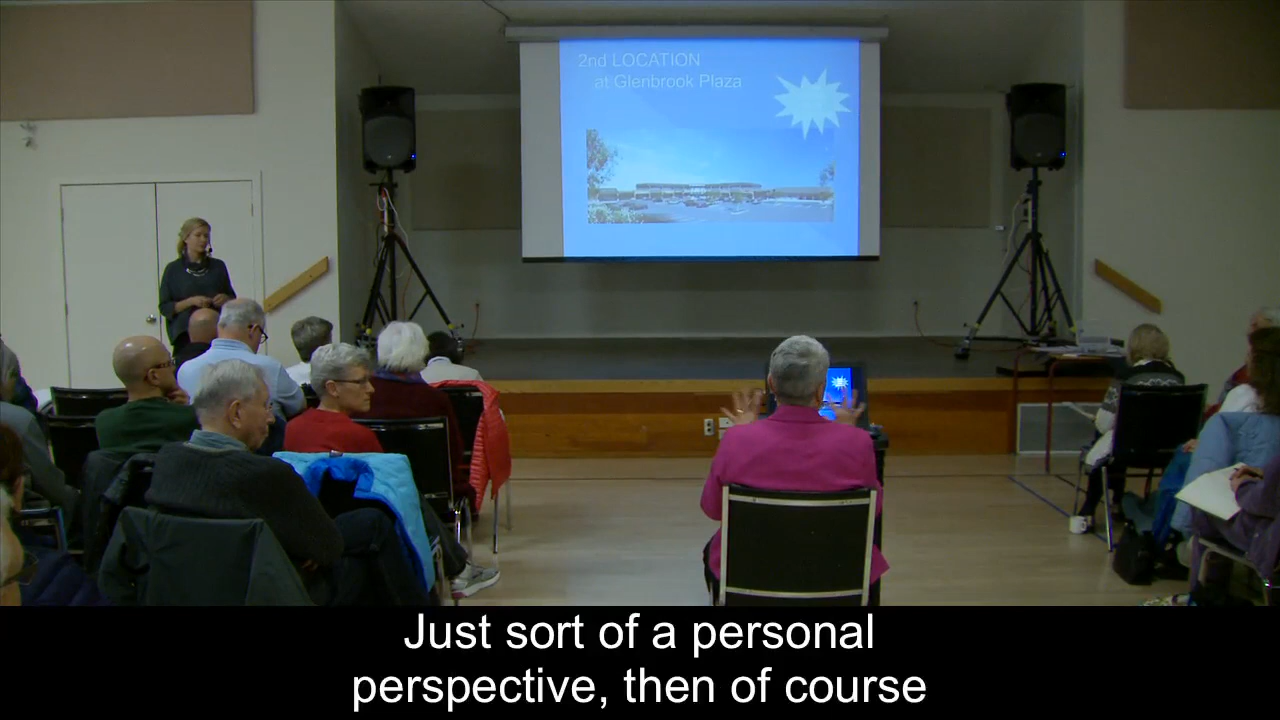 2nd LOCATION
at Glenbrook Plaza
Just sort of a personal
perspective, then of course